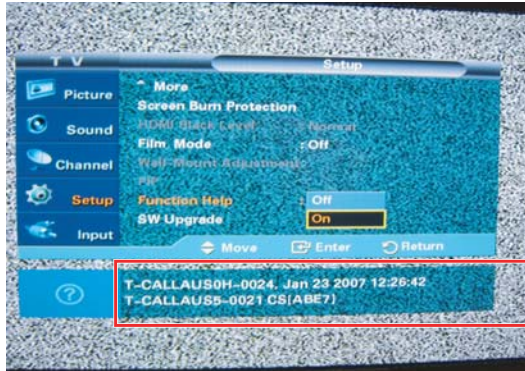 T V
Setup
Picture
Sound
Channel
Setup
Input
More
Screen Burn Protection
HDMI Black Level : Normal
Film Mode : Off
Wall-Mount Adjustment
PIP
Function Help : Off
On
SW Upgrade
Move Enter Return
T-CALLAUS0H-0024, Jan 23 2007 12:26:42
T-CALLAUS5-0021 CS(ABE7)